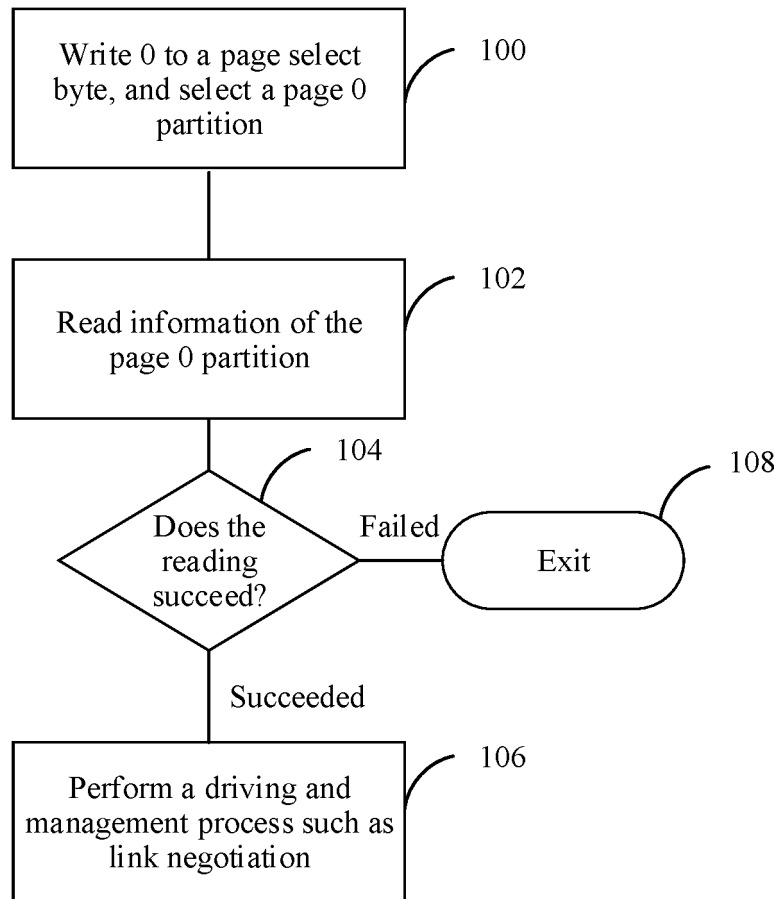 Write 0 to a page select
byte, and select a page 0
partition
100
Read information of the
page 0 partition
102
Does the
reading
succeed?
104
Failed
Exit
108
Succeeded
Perform a driving and
management process such as
link negotiation
106